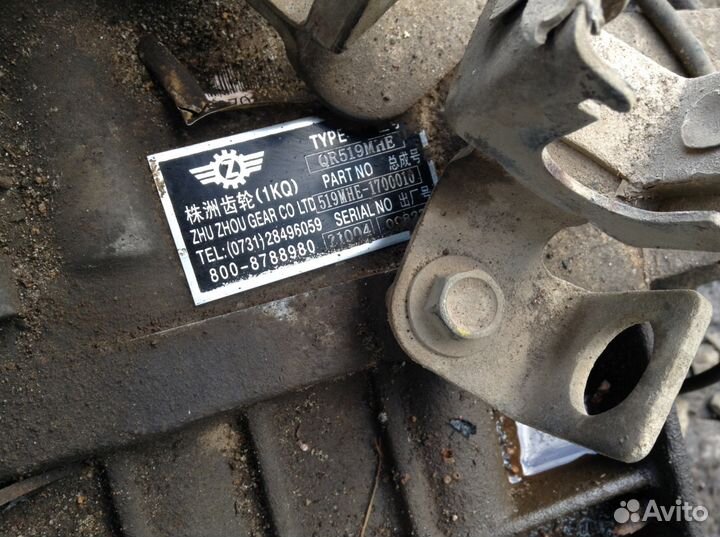 Z
TYPE
QR519MHE
PART NO 总成号
519MHE-1700010
SERIAL NO 出厂
Z1004
株洲齿轮(1KQ)
ZHU ZHOU GEAR CO LTD
TEL:(0731)28496059
800-8788980
Avito